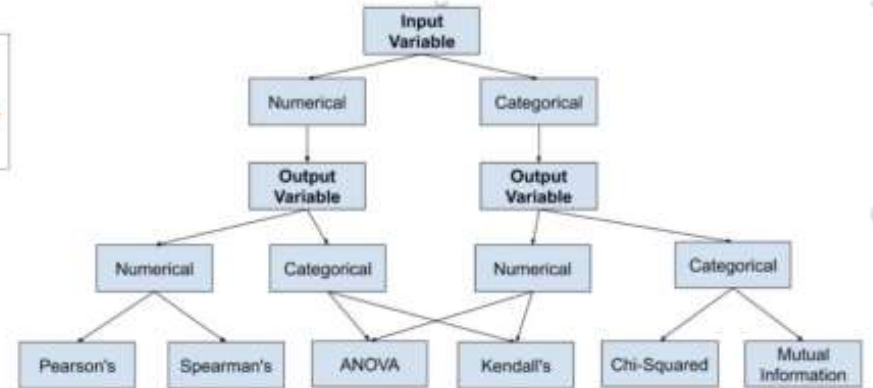 Input
Variable
Numerical
Categorical
Output
Variable
Output
Variable
Numerical
Categorical
Numerical
Categorical
Pearson's
Spearman's
ANOVA
Kendall's
Chi-Squared
Mutual
Information